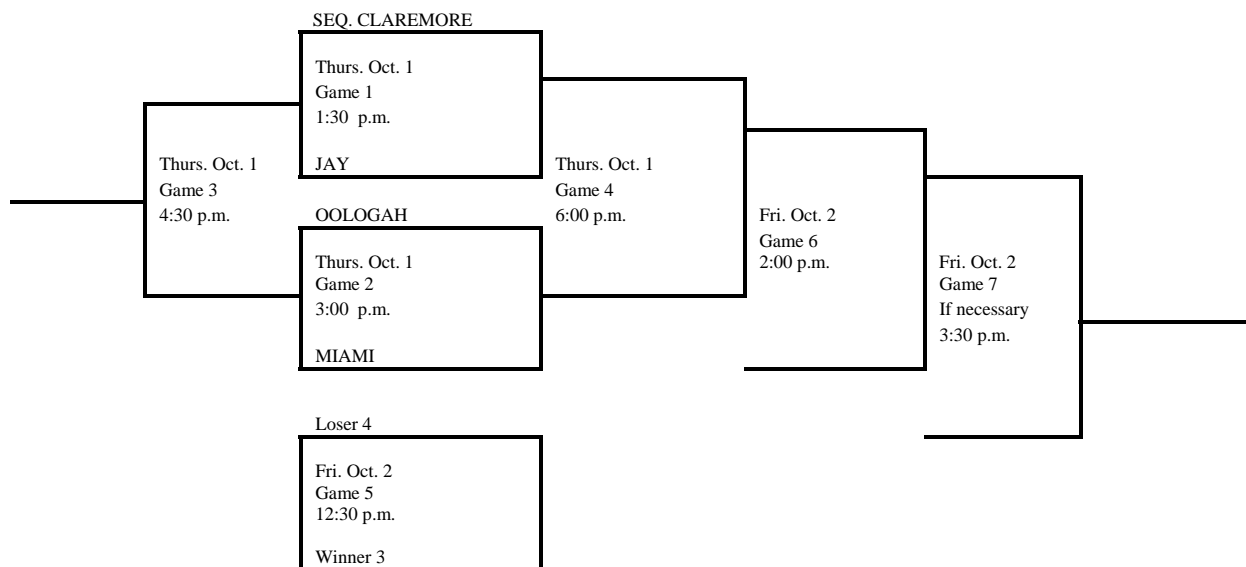 SEQ. CLAREMORE
Thurs. Oct. 1
Game 1
1:30 p.m.
JAY
Thurs. Oct. 1
Game 3
4:30 p.m.
OOLOGAH
Thurs. Oct. 1
Game 2
3:00 p.m.
MIAMI
Thurs. Oct. 1
Game 4
6:00 p.m.
Fri. Oct. 2
Game 6
2:00 p.m.
Fri. Oct. 2
Game 7
If necessary
3:30 p.m.
Loser 4
Fri. Oct. 2
Game 5
12:30 p.m.
Winner 3